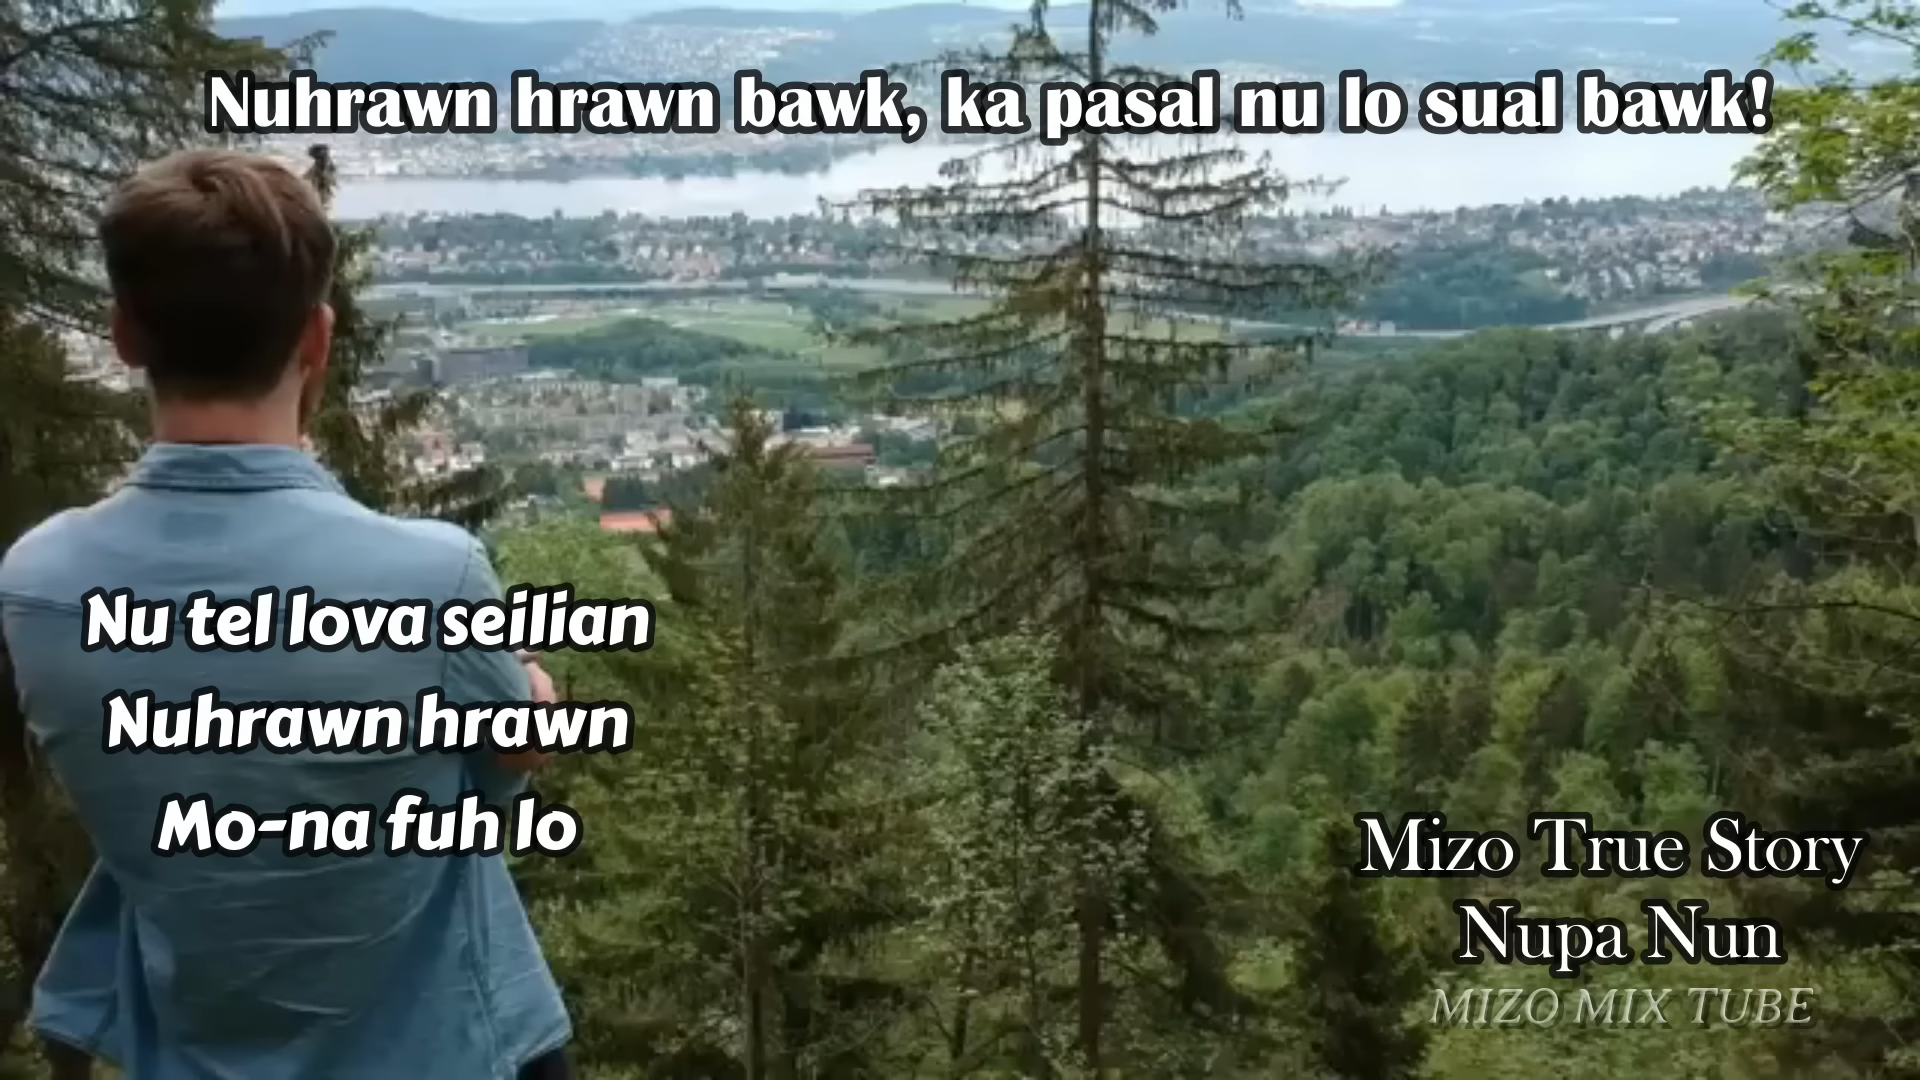 Nuhrawn hrawn bawk, ka pasal nu lo sual bawk!
Nu tel lova seilian
Nuhrawn hrawn
Mo-na fuh lo
Mizo True Story
Nupa Nun
MIZO MIX TUBE